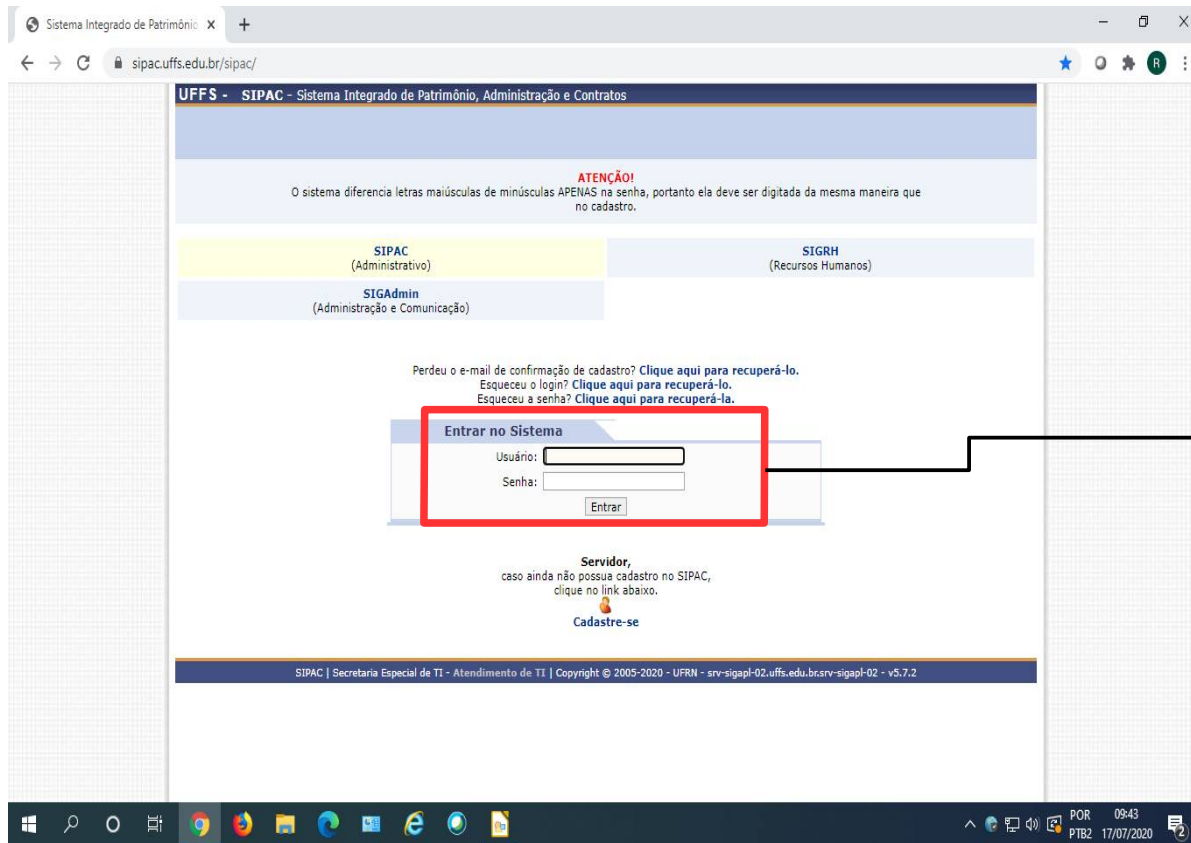 Sistema Integrado de Patrimônio
sipac.uffs.edu.br/sipac/
R
UFFS - SIPAC - Sistema Integrado de Patrimônio, Administração e Contratos
ATENÇÃO!
O sistema diferencia letras maiúsculas de minúsculas APENAS na senha, portanto ela deve ser digitada da mesma maneira que
no cadastro.
SIPAC
(Administrativo)
SIGRH
(Recursos Humanos)
SIGAdmin
(Administração e Comunicação)
Perdeu o e-mail de confirmação de cadastro? Clique aqui para recuperá-lo.
Esqueceu o login? Clique aqui para recuperá-lo.
Esqueceu a senha? Clique aqui para recuperá-la.
Entrar no Sistema
Usuário:
Senha:
Entrar
Servidor,
caso ainda não possua cadastro no SIPAC,
clique no link abaixo.
Cadastre-se
SIPAC | Secretaria Especial de TI - Atendimento de TI | Copyright © 2005-2020 - UFRN - srv-sigapl-02.uffs.edu.br.srv-sigapl-02 - v5.7.2
POR 09:43
PTB2 17/07/2020
2